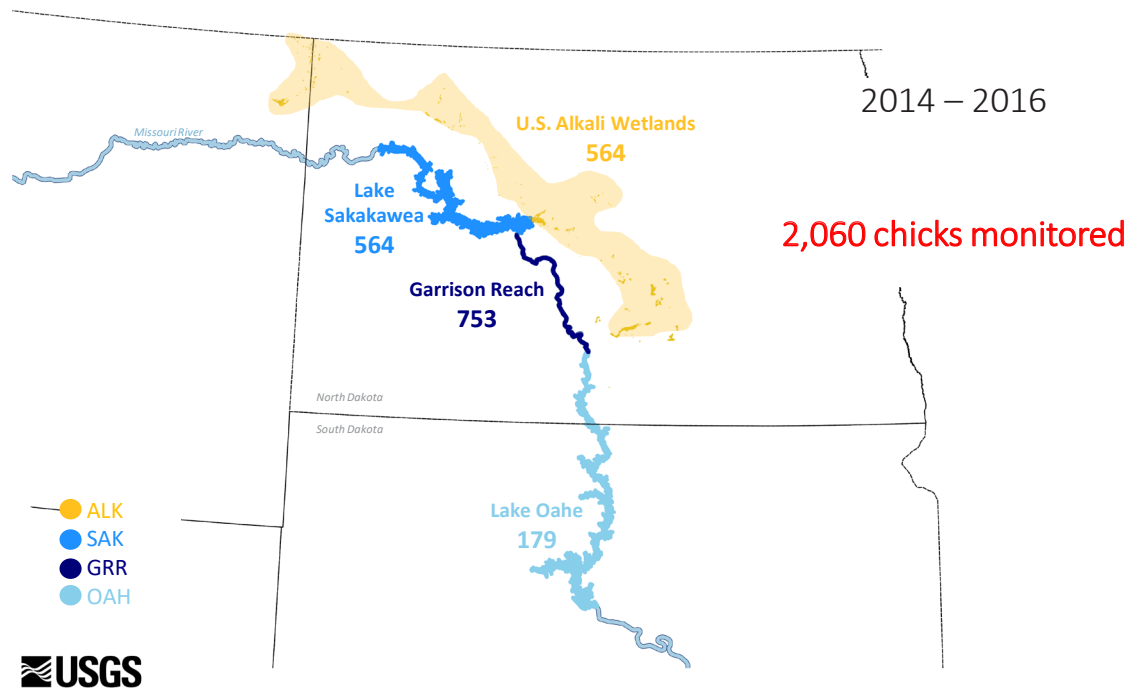 2014 – 2016
U.S. Alkali Wetlands
564
Missouri River
Lake
Sakakawea
564
2,060 chicks monitored
Garrison Reach
753
North Dakota
South Dakota
Lake Oahe
179
ALK
SAK
GRR
OAH
USGS